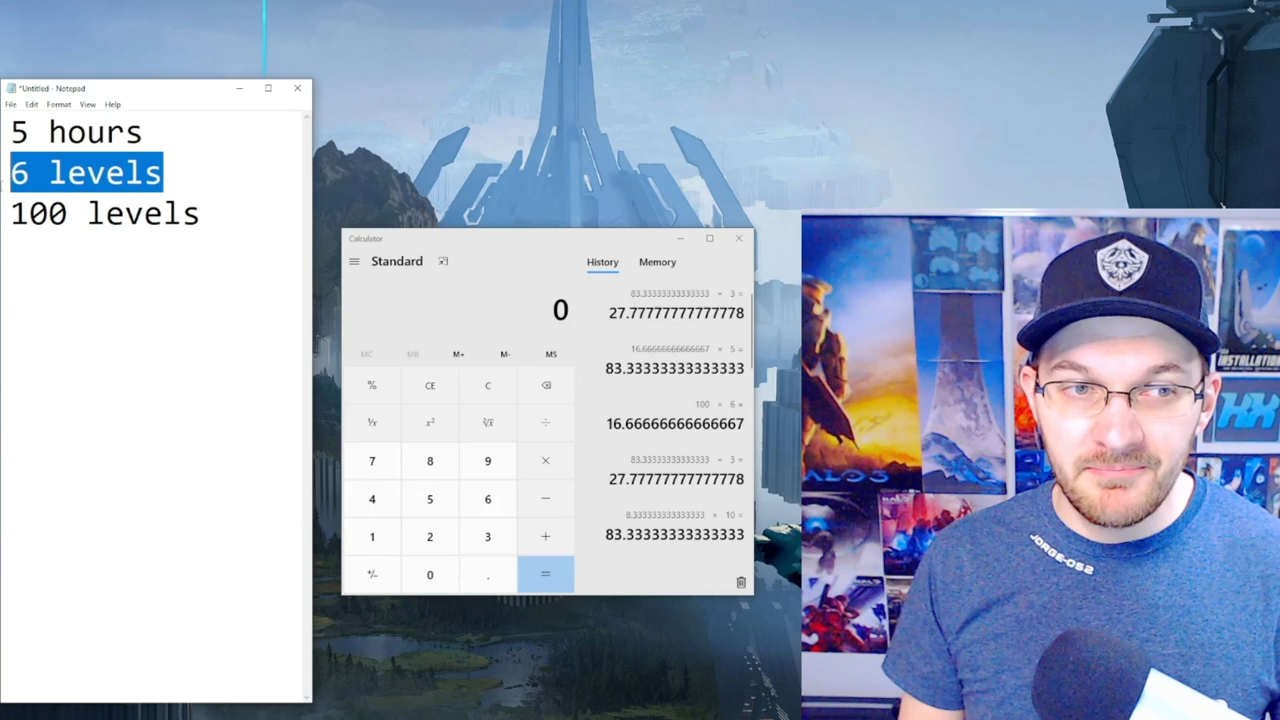 *Untitled - Notepad
File Edit Format View Help
5 hours
6 levels
100 levels
Calculator
Standard
History Memory
0
83.33333333333333 ÷ 3 =
27.77777777777778
16.66666666666667 × 5 =
83.33333333333333
100 ÷ 6 =
16.66666666666667
83.33333333333333 ÷ 3 =
27.77777777777778
8.333333333333333 × 10 =
83.33333333333333
MC MR M+ M- MS
% CE C
¹/x x² ²√x ÷
7 8 9 ×
4 5 6 −
1 2 3 +
+/- 0 . =
HALO 3
INSTALLATION
JORGE-052